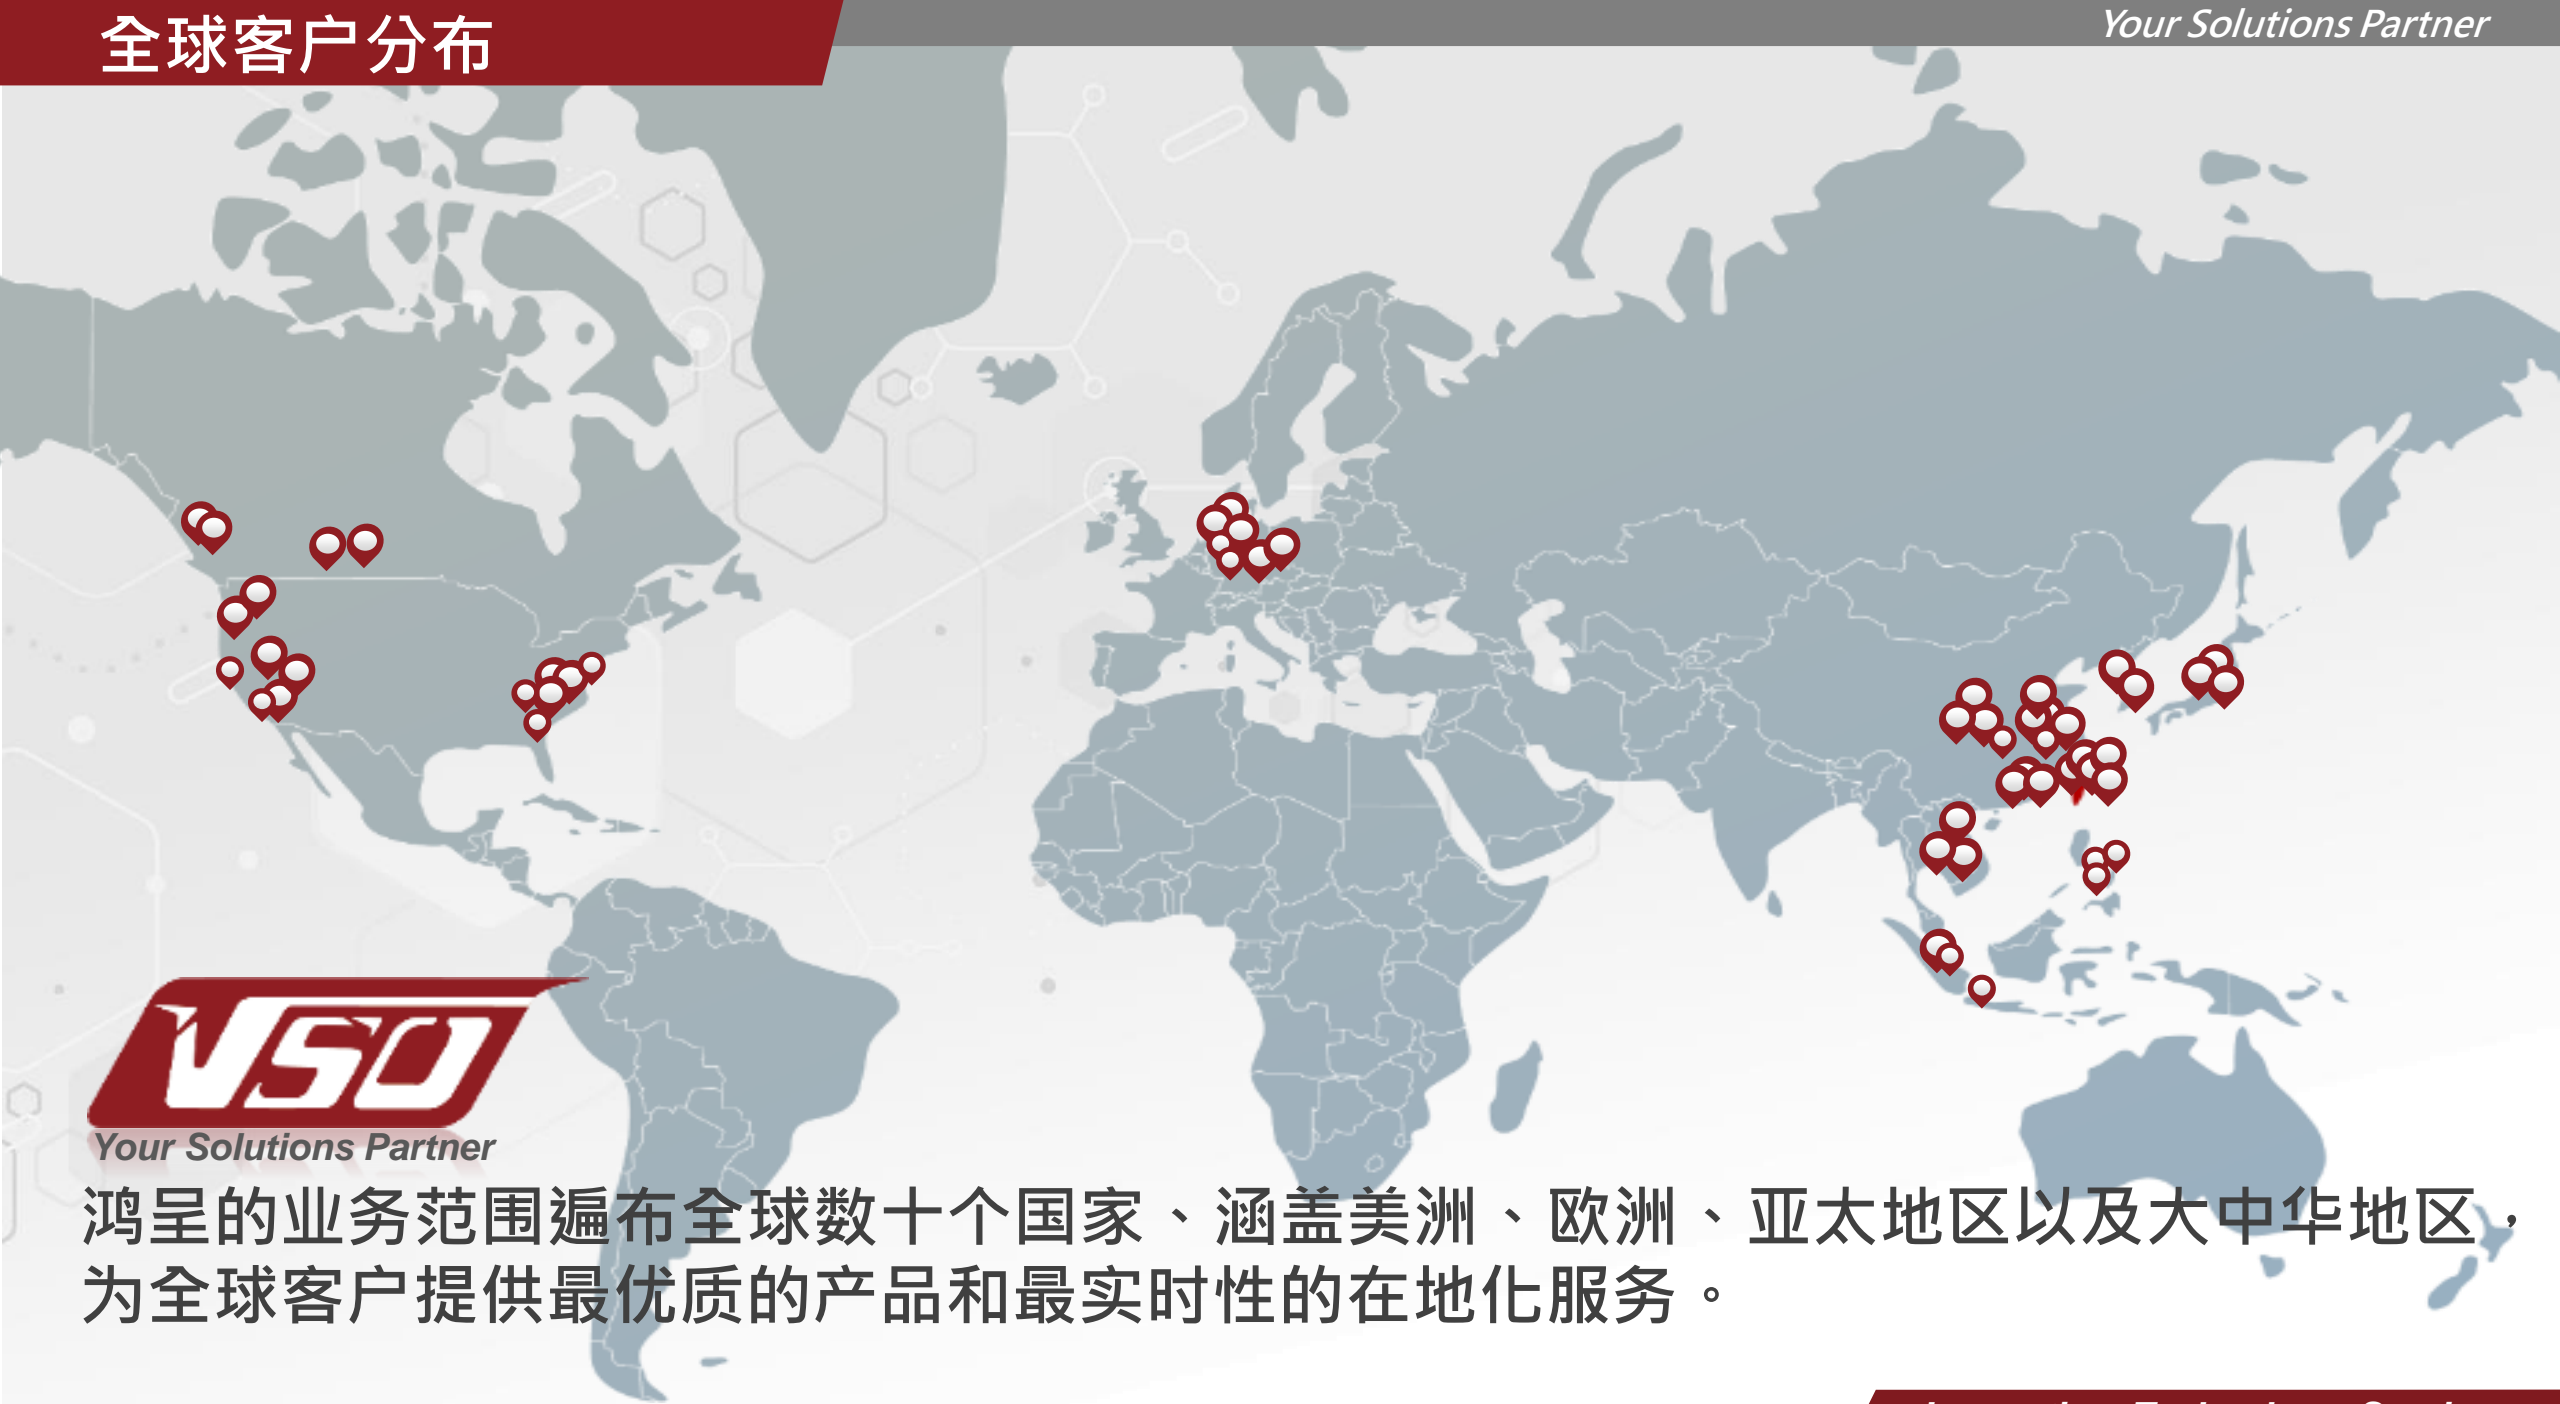 全球客户分布
Your Solutions Partner
VSO
Your Solutions Partner
鸿呈的业务范围遍布全球数十个国家、涵盖美洲、欧洲、亚太地区以及大中华地区，
为全球客户提供最优质的产品和最实时性的在地化服务。